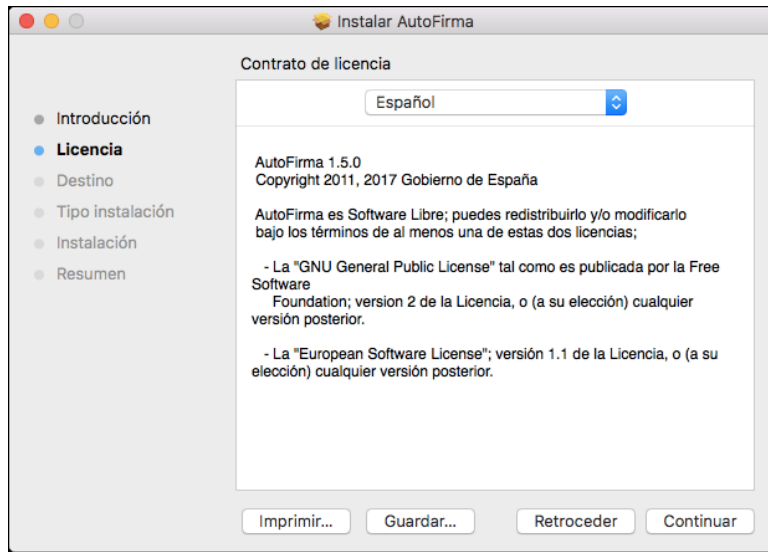 Instalar AutoFirma
Contrato de licencia
Introducción
Licencia
Destino
Tipo instalación
Instalación
Resumen
Español
AutoFirma 1.5.0
Copyright 2011, 2017 Gobierno de España
AutoFirma es Software Libre; puedes redistribuirlo y/o modificarlo
bajo los términos de al menos una de estas dos licencias;
- La "GNU General Public License" tal como es publicada por la Free
Software
Foundation; version 2 de la Licencia, o (a su elección) cualquier
versión posterior.
- La "European Software License"; versión 1.1 de la Licencia, o (a su
elección) cualquier versión posterior.
Imprimir...
Guardar...
Retroceder
Continuar